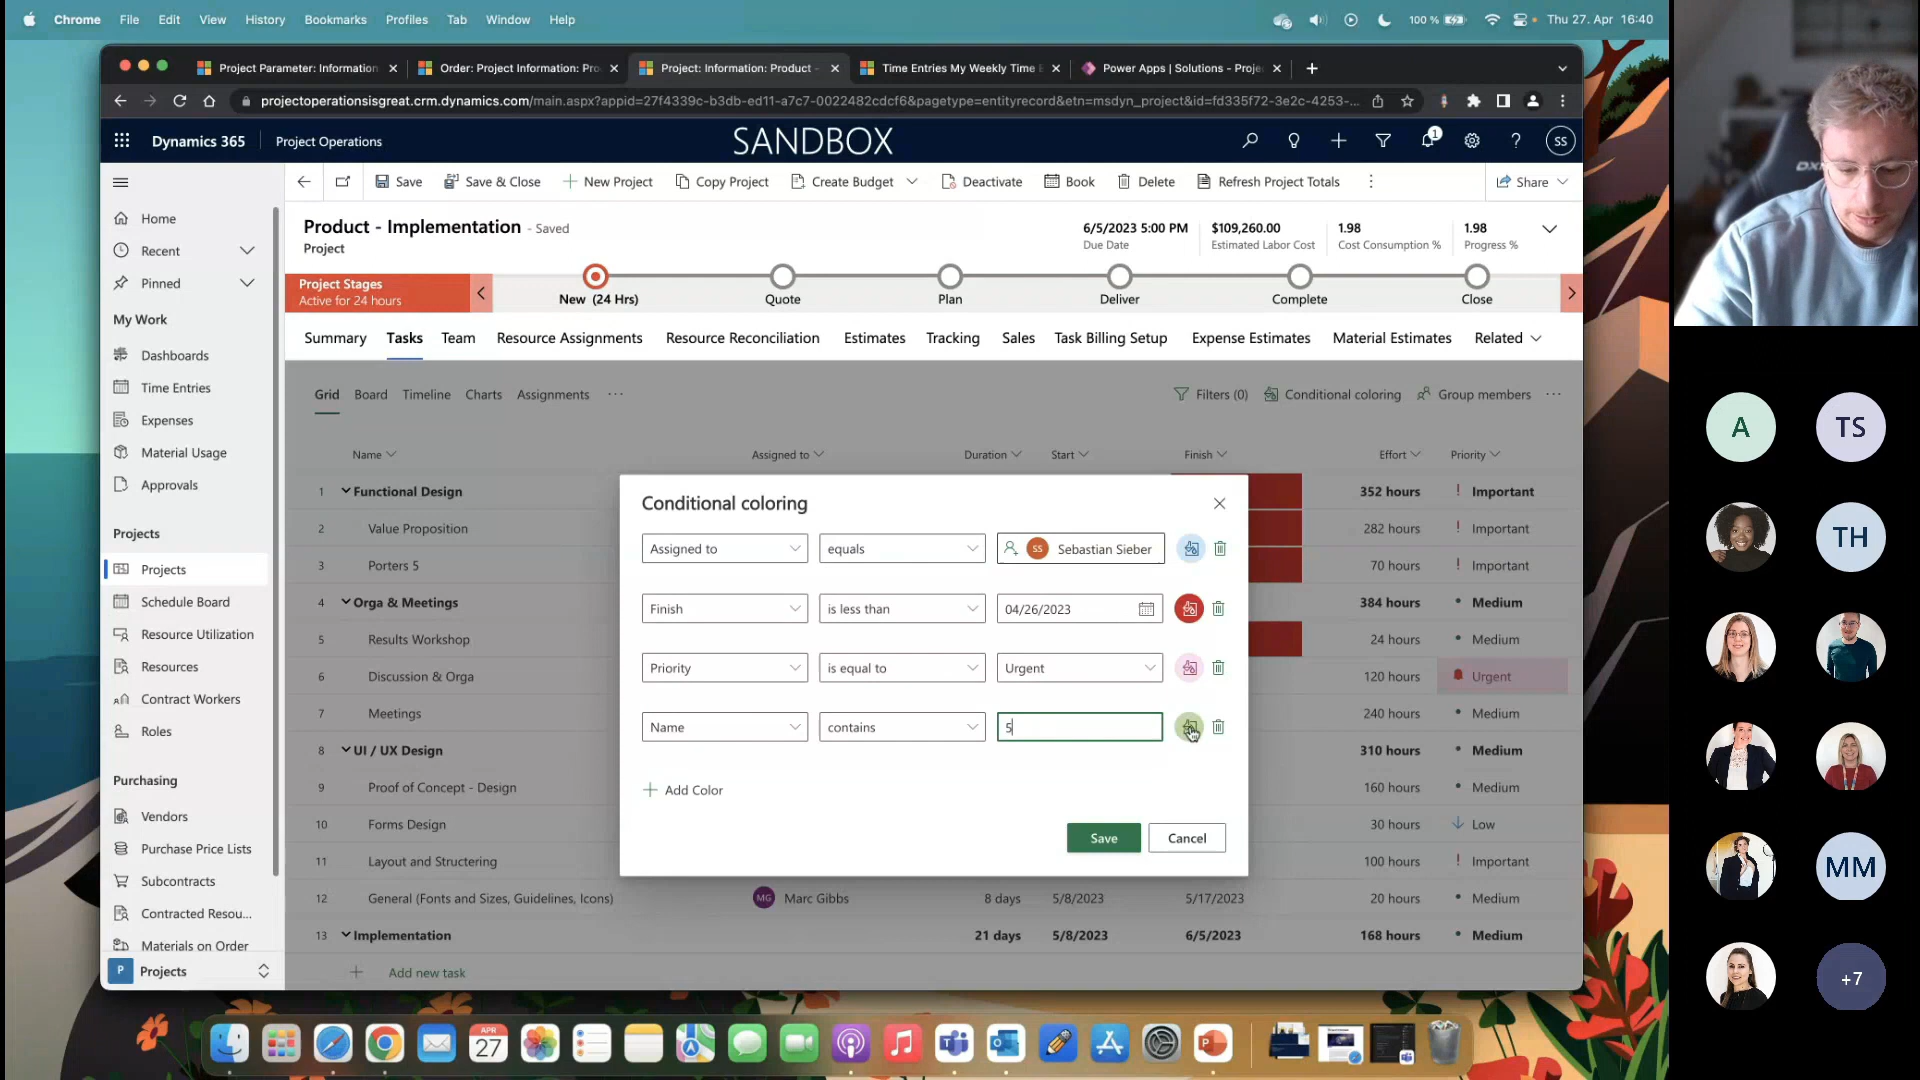 Chrome File Edit View History Bookmarks Profiles Tab Window Help
100 % Thu 27. Apr 16:40
Project Parameter: Information
Order: Project Information: Pro
Project: Information: Product -
Time Entries My Weekly Time E
Power Apps | Solutions - Proje
projectoperationsisgreat.crm.dynamics.com/main.aspx?appid=27f4339c-b3db-ed11-a7c7-0022482cdcf6&pagetype=entityrecord&etn=msdyn_project&id=fd335f72-3e2c-4253-...
Dynamics 365 Project Operations
SANDBOX
1
SS
Save Save & Close New Project Copy Project Create Budget Deactivate Book Delete Refresh Project Totals Share
Home
Recent
Pinned
My Work
Dashboards
Time Entries
Expenses
Material Usage
Approvals
Projects
Projects
Schedule Board
Resource Utilization
Resources
Contract Workers
Roles
Purchasing
Vendors
Purchase Price Lists
Subcontracts
Contracted Resou...
Materials on Order
P Projects
Product - Implementation - Saved
Project
6/5/2023 5:00 PM
Due Date
$109,260.00
Estimated Labor Cost
1.98
Cost Consumption %
1.98
Progress %
Project Stages
Active for 24 hours
New (24 Hrs) Quote Plan Deliver Complete Close
Summary Tasks Team Resource Assignments Resource Reconciliation Estimates Tracking Sales Task Billing Setup Expense Estimates Material Estimates Related
Grid Board Timeline Charts Assignments ...
Filters (0) Conditional coloring Group members ...
Name Assigned to Duration Start Finish Effort Priority
1 Functional Design 352 hours ! Important
2 Value Proposition 282 hours ! Important
3 Porters 5 70 hours ! Important
4 Orga & Meetings 384 hours Medium
5 Results Workshop 24 hours Medium
6 Discussion & Orga 120 hours Urgent
7 Meetings 240 hours Medium
8 UI / UX Design 310 hours Medium
9 Proof of Concept - Design 160 hours Medium
10 Forms Design 30 hours Low
11 Layout and Structering 100 hours ! Important
12 General (Fonts and Sizes, Guidelines, Icons) MG Marc Gibbs 8 days 5/8/2023 5/17/2023 20 hours Medium
13 Implementation 21 days 5/8/2023 6/5/2023 168 hours Medium
Add new task
Conditional coloring
Assigned to equals SS Sebastian Sieber
Finish is less than 04/26/2023
Priority is equal to Urgent
Name contains 5
Add Color
Save Cancel
APR
27
DX
A TS
TH
MM
+7